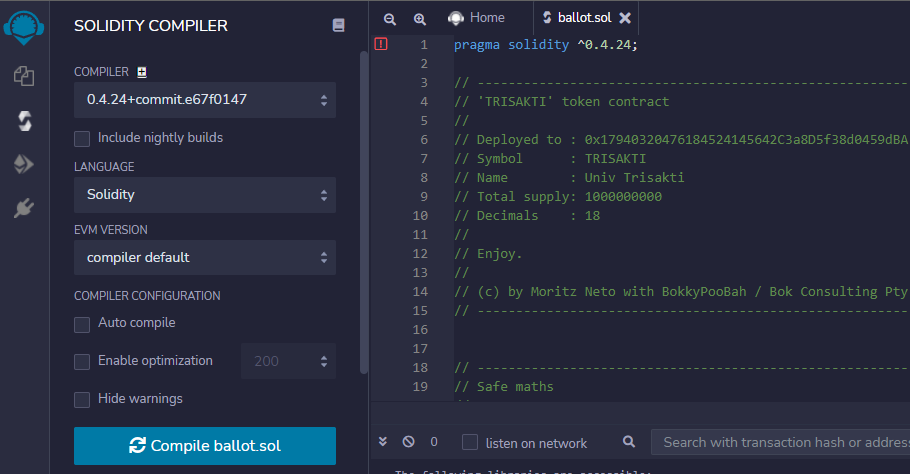 SOLIDITY COMPILER
COMPILER
0.4.24+commit.e67f0147
Include nightly builds
LANGUAGE
Solidity
EVM VERSION
compiler default
COMPILER CONFIGURATION
Auto compile
Enable optimization
200
Hide warnings
Compile ballot.sol
Home
ballot.sol
1 pragma solidity ^0.4.24;
2
3 // ----------------------------------------------------------------
4 // 'TRISAKTI' token contract
5 //
6 // Deployed to : 0x17940320476184524145642C3a8D5f38d0459dBA
7 // Symbol : TRISAKTI
8 // Name : Univ Trisakti
9 // Total supply: 1000000000
10 // Decimals : 18
11 //
12 // Enjoy.
13 //
14 // (c) by Moritz Neto with BokkyPooBah / Bok Consulting Pty
15 // ----------------------------------------------------------------
16
17
18 // ----------------------------------------------------------------
19 // Safe maths
0
listen on network
Search with transaction hash or address
The following libraries are accessible: